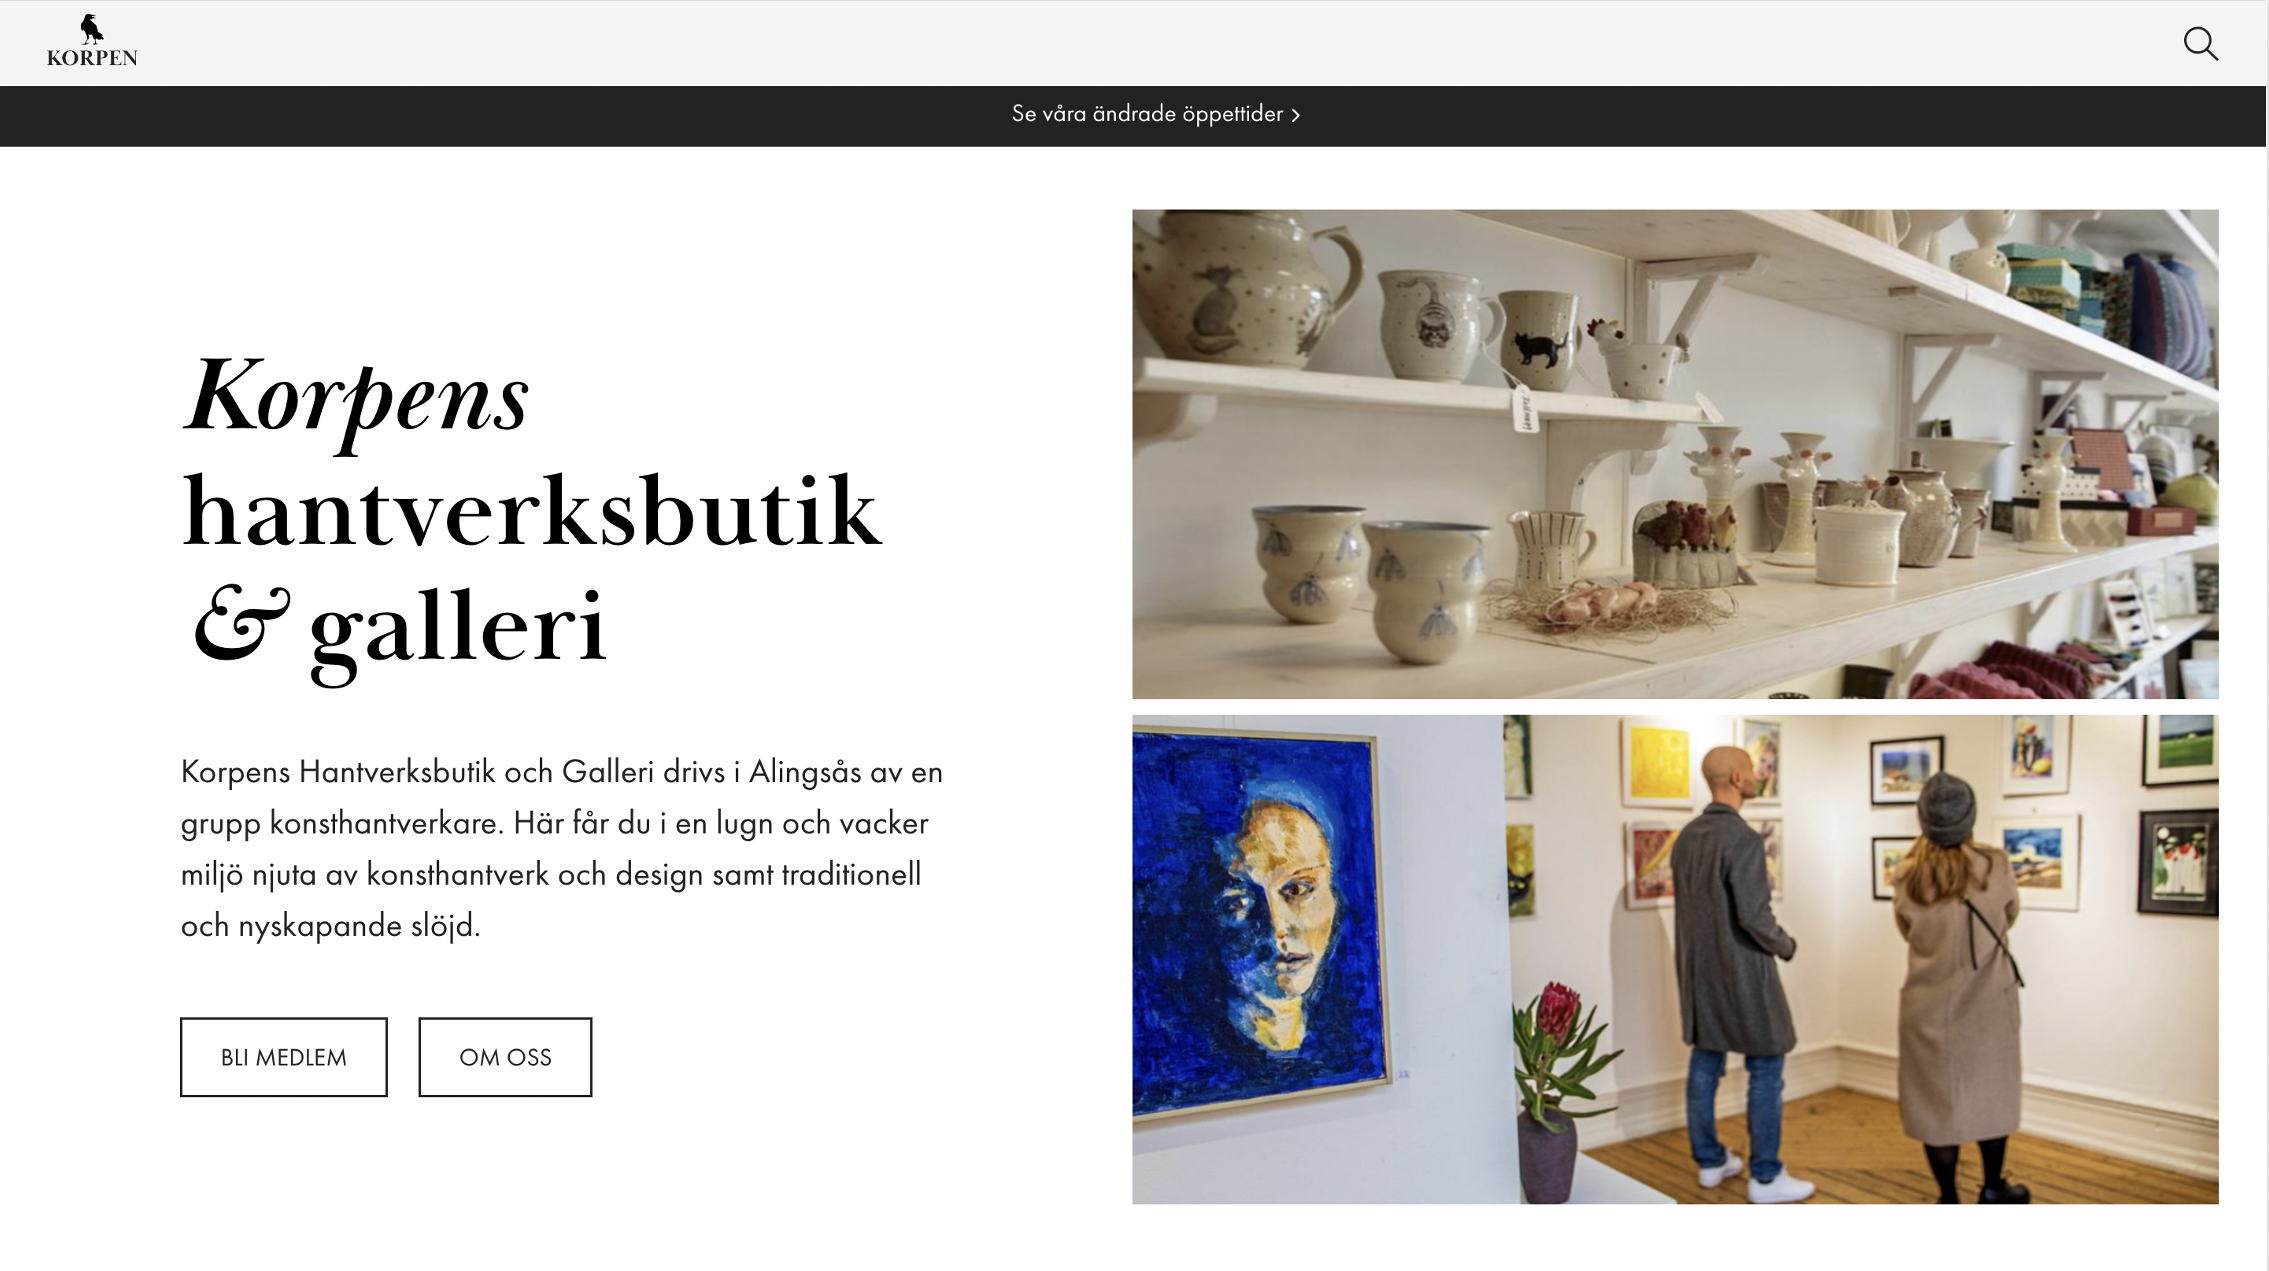 KORPEN
Se våra ändrade öppettider
Korpens
hantverksbutik
& galleri
Korpens Hantverksbutik och Galleri drivs i Alingsås av en
grupp konsthantverkare. Här får du i en lugn och vacker
miljö njuta av konsthantverk och design samt traditionell
och nyskapande slöjd.
BLI MEDLEM
OM OSS